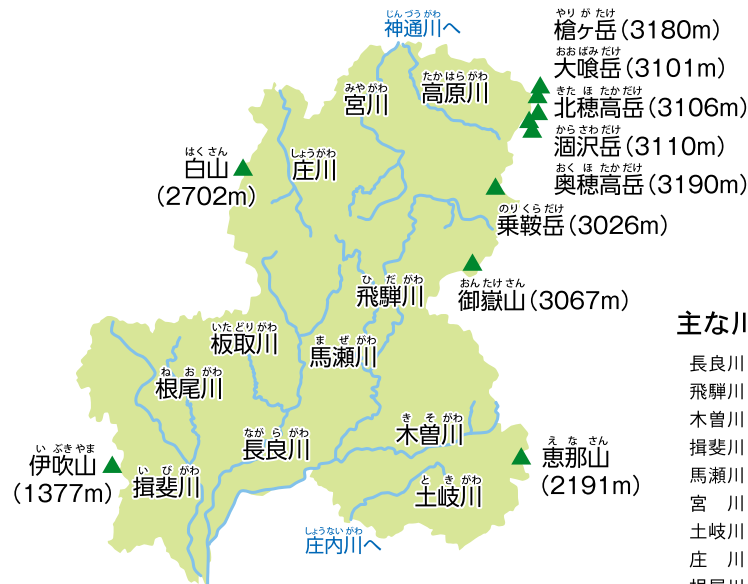 じんづうがわ
神通川へ
やりがたけ
槍ヶ岳（3180m）
おおばみだけ
大喰岳（3101m）
きたほたかだけ
北穂高岳（3106m）
からさわだけ
涸沢岳（3110m）
おくほたかだけ
奥穂高岳（3190m）
みやがわ
宮川
たかはらがわ
高原川
はくさん
白山
（2702m）
しょうがわ
庄川
のりくらだけ
乗鞍岳（3026m）
おんたけさん
御嶽山（3067m）
ひだがわ
飛騨川
いたどりがわ
板取川
まぜがわ
馬瀬川
ねおがわ
根尾川
ながらがわ
長良川
きそがわ
木曽川
えなさん
恵那山
（2191m）
いぶきやま
伊吹山
（1377m）
いびがわ
揖斐川
ときがわ
土岐川
しょうないがわ
庄内川へ
主な川
長良川
飛騨川
木曽川
揖斐川
馬瀬川
宮　川
土岐川
庄　川